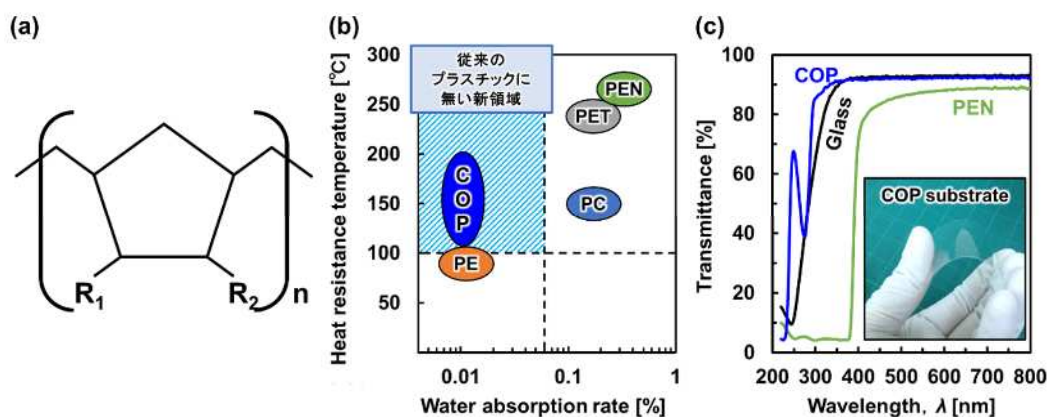 (a)
R₁
R₂
n
(b)
Heat resistance temperature [℃]
300
250
200
150
100
50
従来の
プラスチックに
無い新領域
PEN
PET
COP
PC
PE
0.01
0.1
1
Water absorption rate [%]
(c)
Transmittance [%]
100
80
60
40
20
0
COP
Glass
PEN
COP substrate
200
300
400
500
600
700
800
Wavelength, λ [nm]